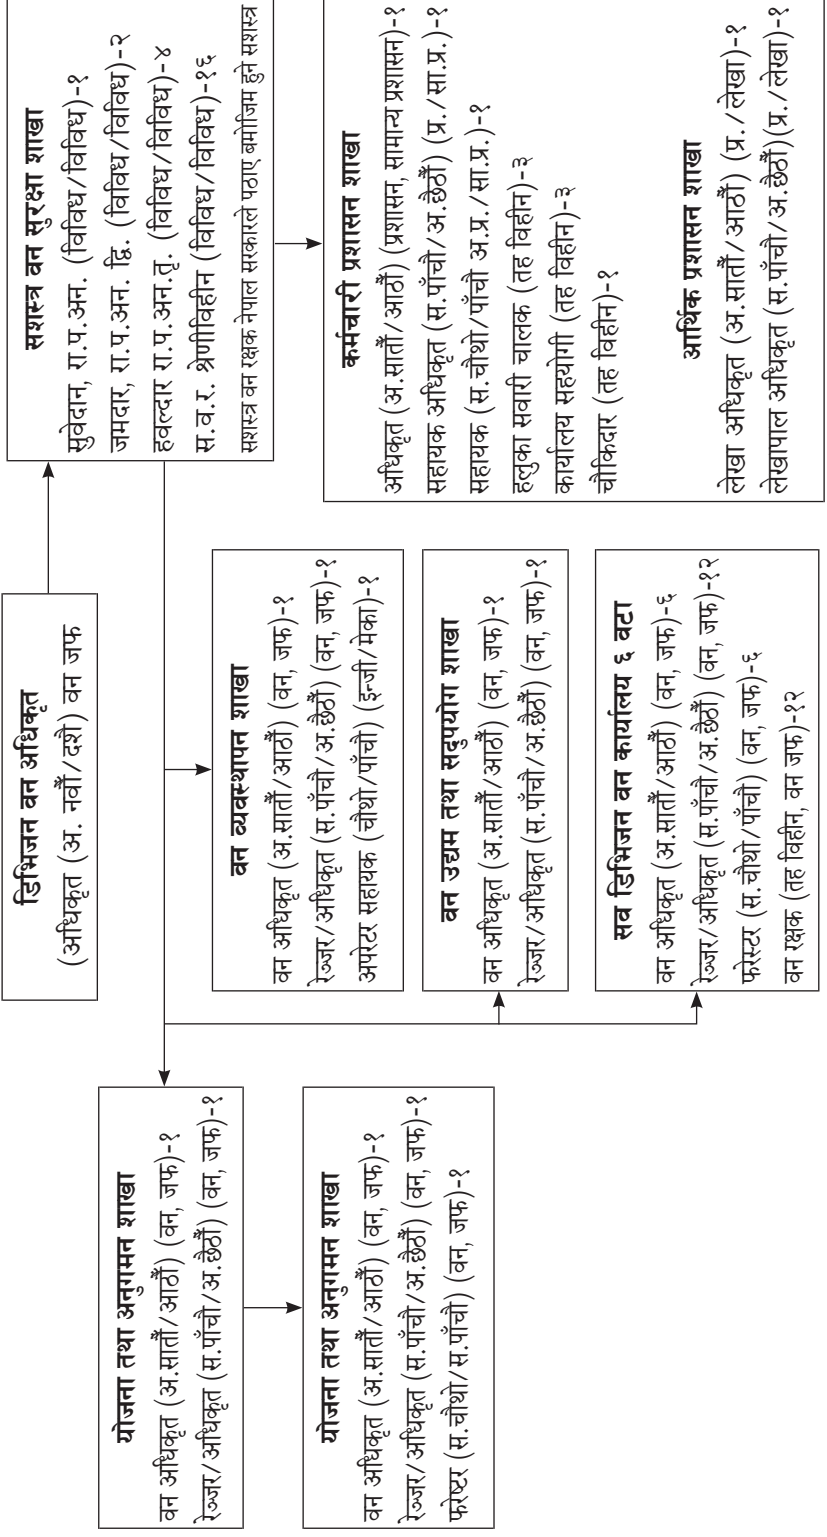 डिभिजन वन अधिकृत
(अधिकृत (अ. नवौं/दशै) वन जफ
सशस्त्र वन सुरक्षा शाखा
सुवेदान, रा.प.अन. (विविध/विविध)-१
जमदार, रा.प.अन. द्वि. (विविध/विविध)-२
हवल्दार रा.प.अन.तृ. (विविध/विविध)-४
स.व.र. श्रेणीविहीन (विविध/विविध)-१६
सशस्त्र वन रक्षक नेपाल सरकारले पठाए बमोजिम हुने सशस्त्र
योजना तथा अनुगमन शाखा
वन अधिकृत (अ.सातौं/आठौं) (वन, जफ)-१
रेञ्जर/अधिकृत (स.पाँचौ/अ.छैठौं) (वन, जफ)-१
योजना तथा अनुगमन शाखा
वन अधिकृत (अ.सातौं/आठौं) (वन, जफ)-१
रेञ्जर/अधिकृत (स.पाँचौ/अ.छैठौं) (वन, जफ)-१
फरेष्टर (स.चौथो/स.पाँचौ) (वन, जफ)-१
वन व्यवस्थापन शाखा
वन अधिकृत (अ.सातौं/आठौं) (वन, जफ)-१
रेञ्जर/अधिकृत (स.पाँचौ/अ.छैठौं) (वन, जफ)-१
अपरेटर सहायक (चौथो/पाँचौ) (इन्जी/मेका)-१
वन उद्यम तथा सदुपयोग शाखा
वन अधिकृत (अ.सातौं/आठौं) (वन, जफ)-१
रेञ्जर/अधिकृत (स.पाँचौ/अ.छैठौं) (वन, जफ)-१
सव डिभिजन वन कार्यालय ६ वटा
वन अधिकृत (अ.सातौं/आठौं) (वन, जफ)-६
रेञ्जर/अधिकृत (स.पाँचौ/अ.छैठौं) (वन, जफ)-१२
फरेस्टर (स.चौथो/पाँचौ) (वन, जफ)-६
वन रक्षक (तह विहीन, वन जफ)-१२
कर्मचारी प्रशासन शाखा
अधिकृत (अ.सातौं/आठौं) (प्रशासन, सामान्य प्रशासन)-१
सहायक अधिकृत (स.पाँचौ/अ.छैठौं) (प्र./सा.प्र.)-१
सहायक (स.चौथो/पाँचौ अ.प्र./सा.प्र.)-१
हलुका सवारी चालक (तह विहीन)-३
कार्यालय सहयोगी (तह विहीन)-३
चौकिदार (तह विहीन)-१
आर्थिक प्रशासन शाखा
लेखा अधिकृत (अ.सातौं/आठौं) (प्र./लेखा)-१
लेखापाल अधिकृत (स.पाँचौ/अ.छैठौं)(प्र./लेखा)-१